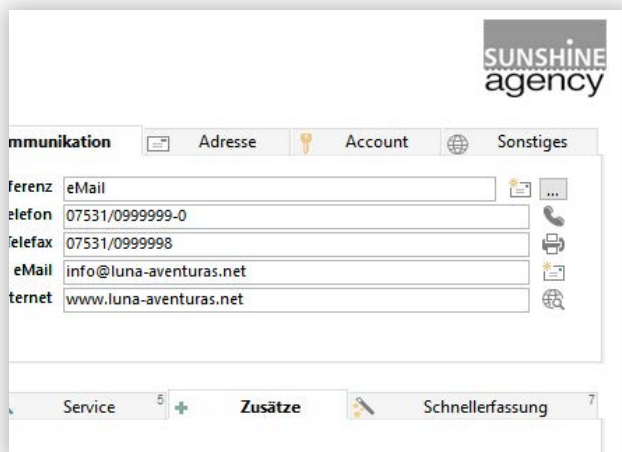 SUNSHINE
agency
mmunikation Adresse Account Sonstiges
ferenz eMail ...
elefon 07531/0999999-0
Telefax 07531/0999998
eMail info@luna-aventuras.net
ternet www.luna-aventuras.net
Service 5 Zusätze Schnellerfassung 7